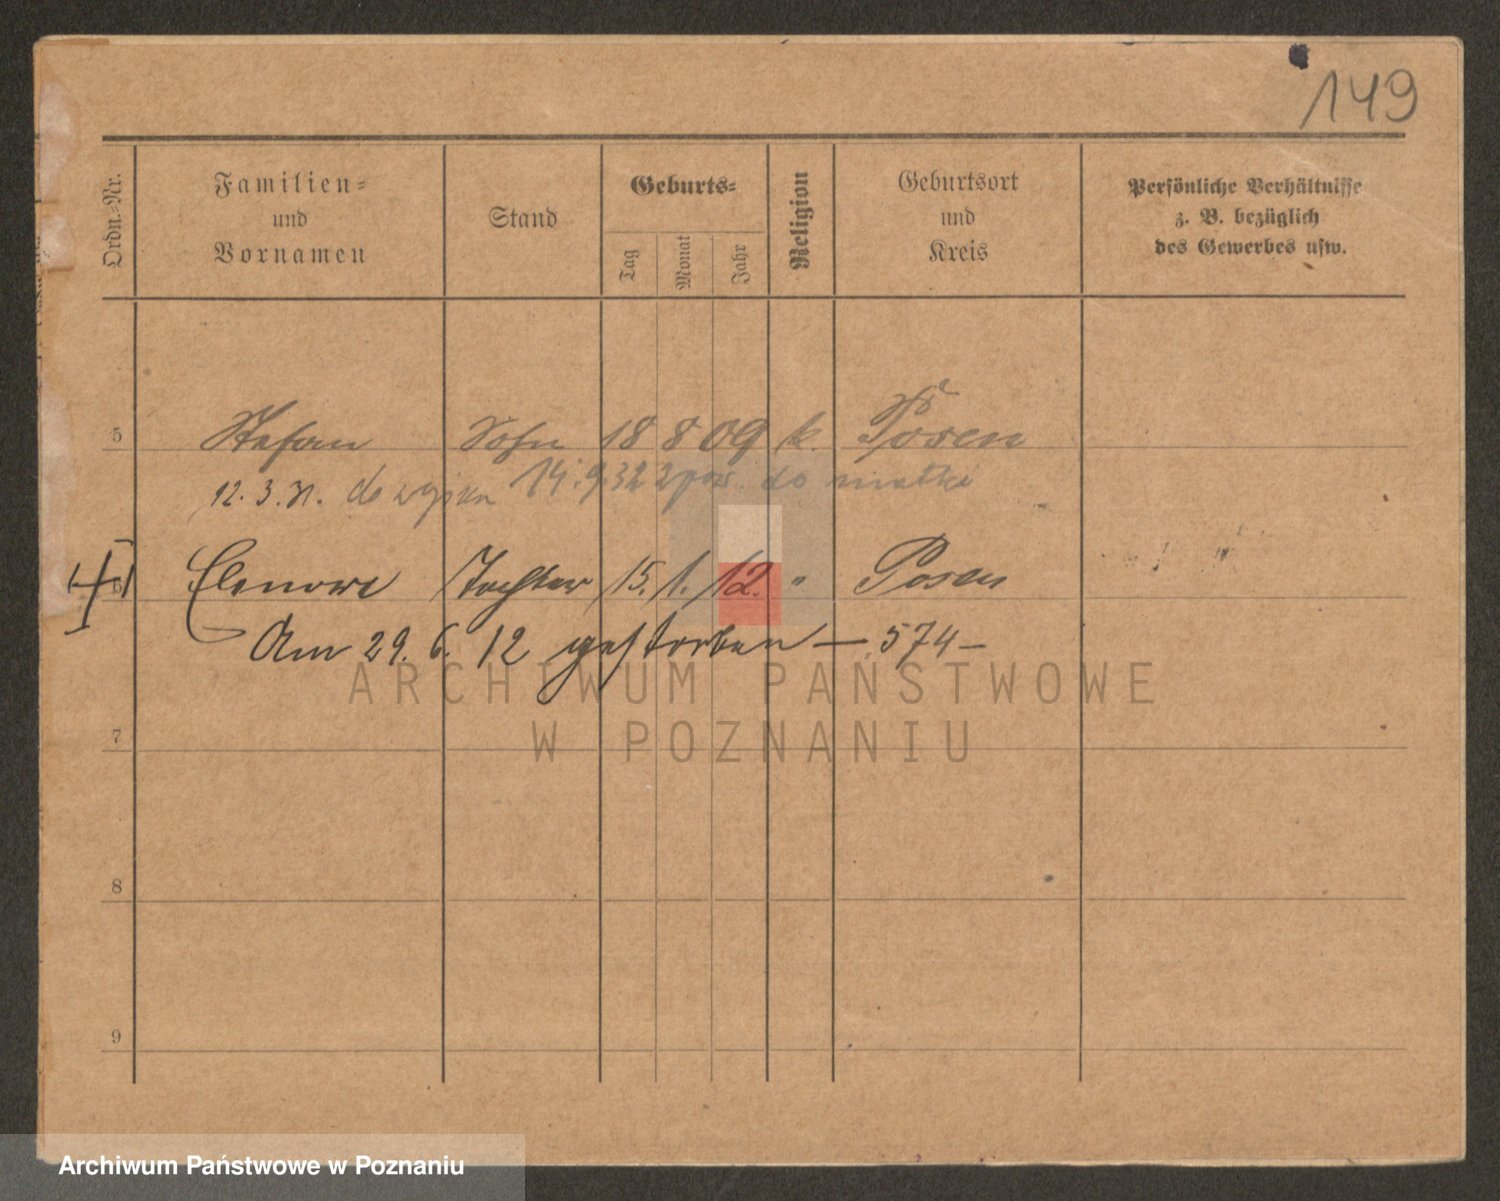 149
Ordn.-Nr.
Familien-
und
Vornamen
Stand
Geburts-
Tag
Monat
Jahr
Religion
Geburtsort
und
Kreis
Persönliche Verhältnisse
z. B. bezüglich
des Gewerbes usw.
5 Stefan Sohn 18 8 09 k. Posen
12.3.31. do wojska 14.9.32 z pow. do matki
6 Elenore Tochter 15. 1. 12. " Posen
Am 29. 6. 12 gestorben — 574 —
ARCHIWUM PAŃSTWOWE
W POZNANIU
7
8
9
Archiwum Państwowe w Poznaniu